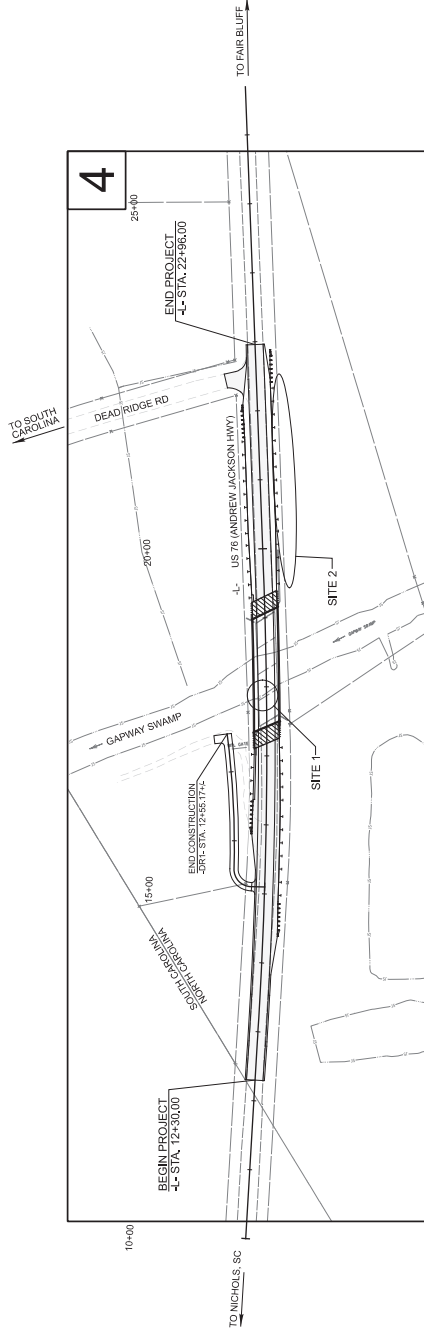 4
25+00
TO FAIR BLUFF
END PROJECT
-L- STA. 22+96.00
TO SOUTH
CAROLINA
DEAD RIDGE RD
20+00
-L-
US 76 (ANDREW JACKSON HWY)
SITE 2
GAPWAY SWAMP
SITE 1
END CONSTRUCTION
-DR1- STA. 12+55.17+/-
15+00
SOUTH CAROLINA
NORTH CAROLINA
BEGIN PROJECT
-L- STA. 12+30.00
10+00
TO NICHOLS, SC